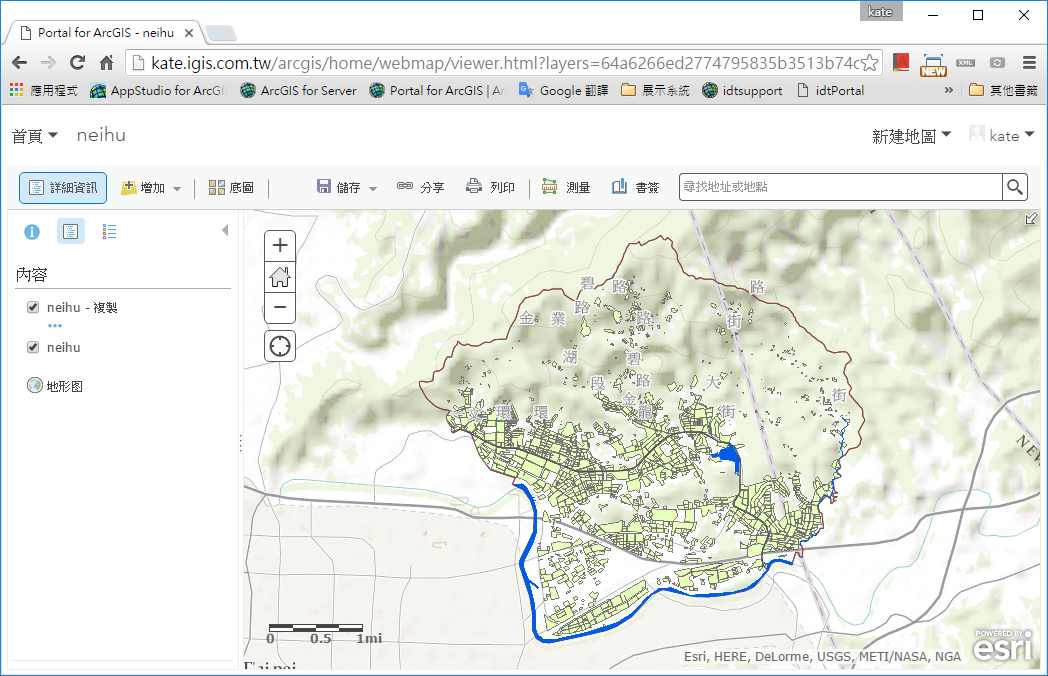 kate
Portal for ArcGIS - neihu
kate.igis.com.tw/arcgis/home/webmap/viewer.html?layers=64a6266ed2774795835b3513b74c
NEW XML
應用程式 AppStudio for ArcGI ArcGIS for Server Portal for ArcGIS | Ar Google 翻譯 展示系統 idtsupport idtPortal » 其他書籤
首頁 neihu 新建地圖 kate
詳細資訊 增加 底圖 儲存 分享 列印 測量 書簽 尋找地址或地點
內容
neihu - 複製
neihu
地形图
碧 路 路
路
金 業 路 街
湖 碧
段 路 大
金 街
文 環 環 龍 街
NEW
0 0.5 1mi
Taipei
Esri, HERE, DeLorme, USGS, METI/NASA, NGA
POWERED BY
esri